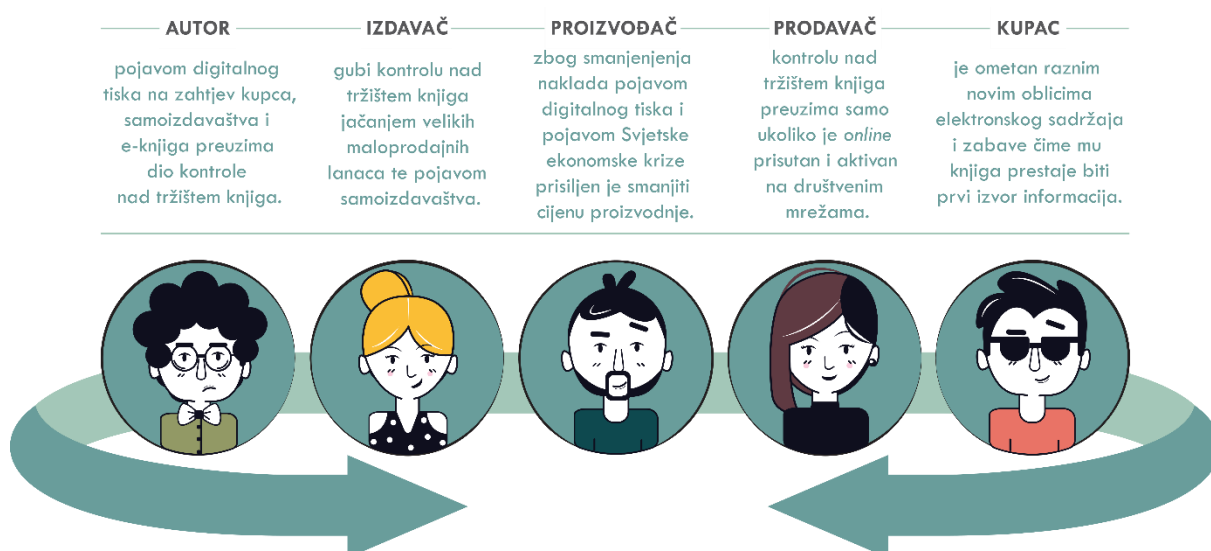 AUTOR
pojavom digitalnog
tiska na zahtjev kupca,
samoizdavaštva i
e-knjiga preuzima
dio kontrole
nad tržištem knjiga.
IZDAVAČ
gubi kontrolu nad
tržištem knjiga
jačanjem velikih
maloprodajnih
lanaca te pojavom
samoizdavaštva.
PROIZVOĐAČ
zbog smanjenjenja
naklada pojavom
digitalnog tiska i
pojavom Svjetske
ekonomske krize
prisiljen je smanjiti
cijenu proizvodnje.
PRODAVAČ
kontrolu nad
tržištem knjiga
preuzima samo
ukoliko je online
prisutan i aktivan
na društvenim
mrežama.
KUPAC
je ometan raznim
novim oblicima
elektronskog sadržaja
i zabave čime mu
knjiga prestaje biti
prvi izvor informacija.